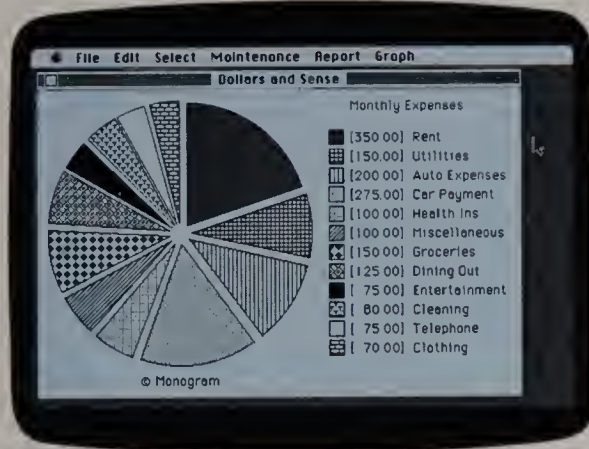 File Edit Select Maintenance Report Graph
Dollars and Sense
Monthly Expenses
[350 00] Rent
[150.00] Utilities
[200 00] Auto Expenses
[275.00] Car Payment
[100 00] Health Ins
[100 00] Miscellaneous
[150 00] Groceries
[125 00] Dining Out
[ 75 00] Entertainment
[ 80 00] Cleaning
[ 75 00] Telephone
[ 70 00] Clothing
© Monogram